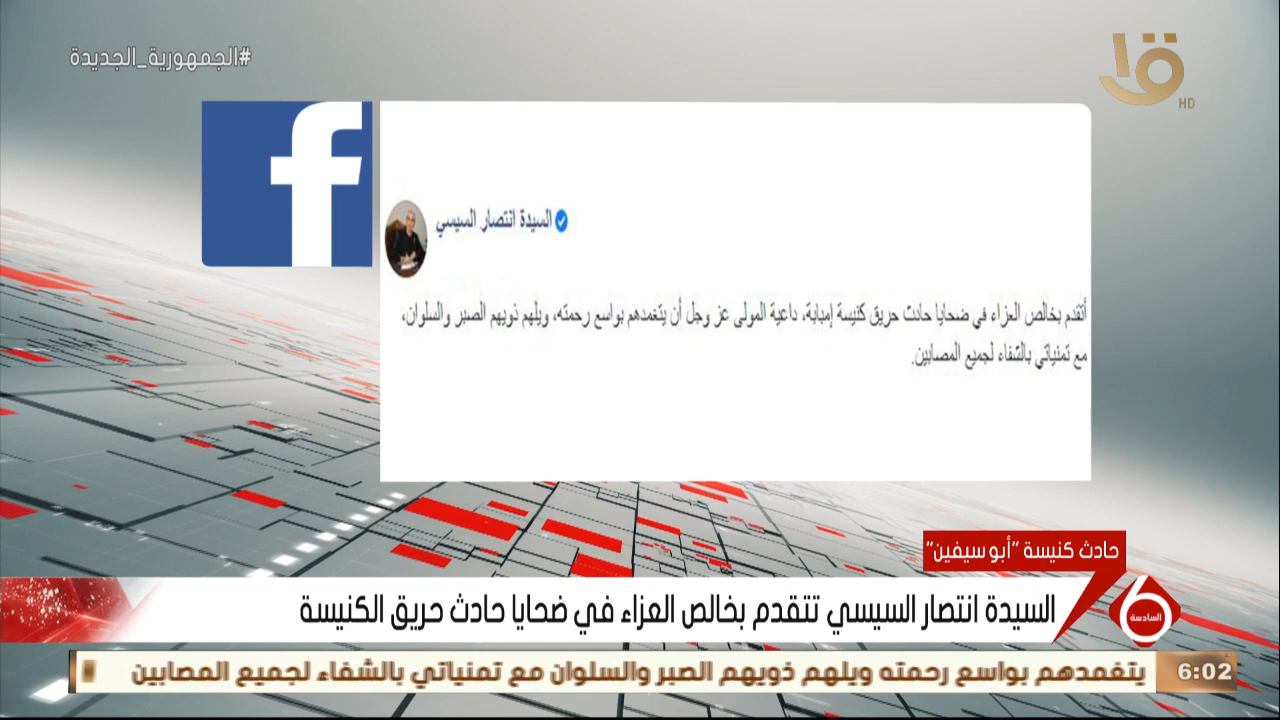 #الجمهورية_الجديدة
HD
السيدة انتصار السيسي
أتقدم بخالص العزاء في ضحايا حادث حريق كنيسة إمبابة، داعية المولى عز وجل أن يتغمدهم بواسع رحمته، ويلهم ذويهم الصبر والسلوان،
مع تمنياتي بالشفاء لجميع المصابين.
حادث كنيسة "أبو سيفين"
السادسة
السيدة انتصار السيسي تتقدم بخالص العزاء في ضحايا حادث حريق الكنيسة
6:02
يتغمدهم بواسع رحمته ويلهم ذويهم الصبر والسلوان مع تمنياتي بالشفاء لجميع المصابين